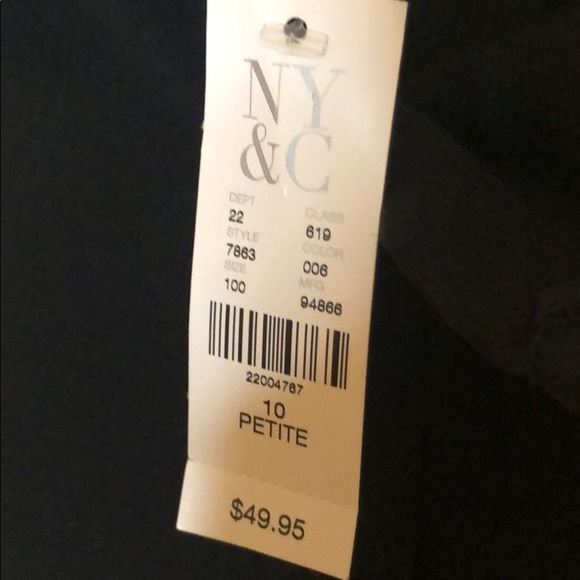 NY
&C
DEPT CLASS
22 619
STYLE COLOR
7863 006
SIZE MFG
100 94866
22004767
10
PETITE
$49.95